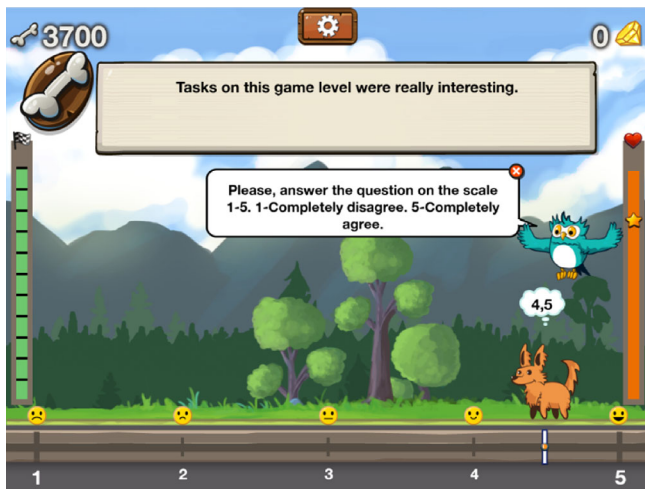 3700
0
Tasks on this game level were really interesting.
Please, answer the question on the scale
1-5. 1-Completely disagree. 5-Completely
agree.
4,5
1 2 3 4 5